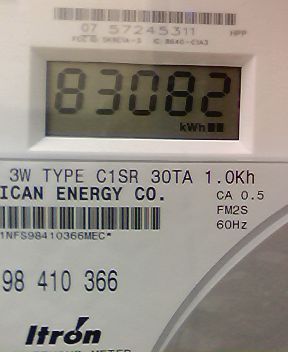 07 57245311 HPP
83082
kWh
3W TYPE C1SR 30TA 1.0Kh
ICAN ENERGY CO.
CA 0.5
FM2S
60Hz
1NFS98410366MEC*
98 410 366
Itron